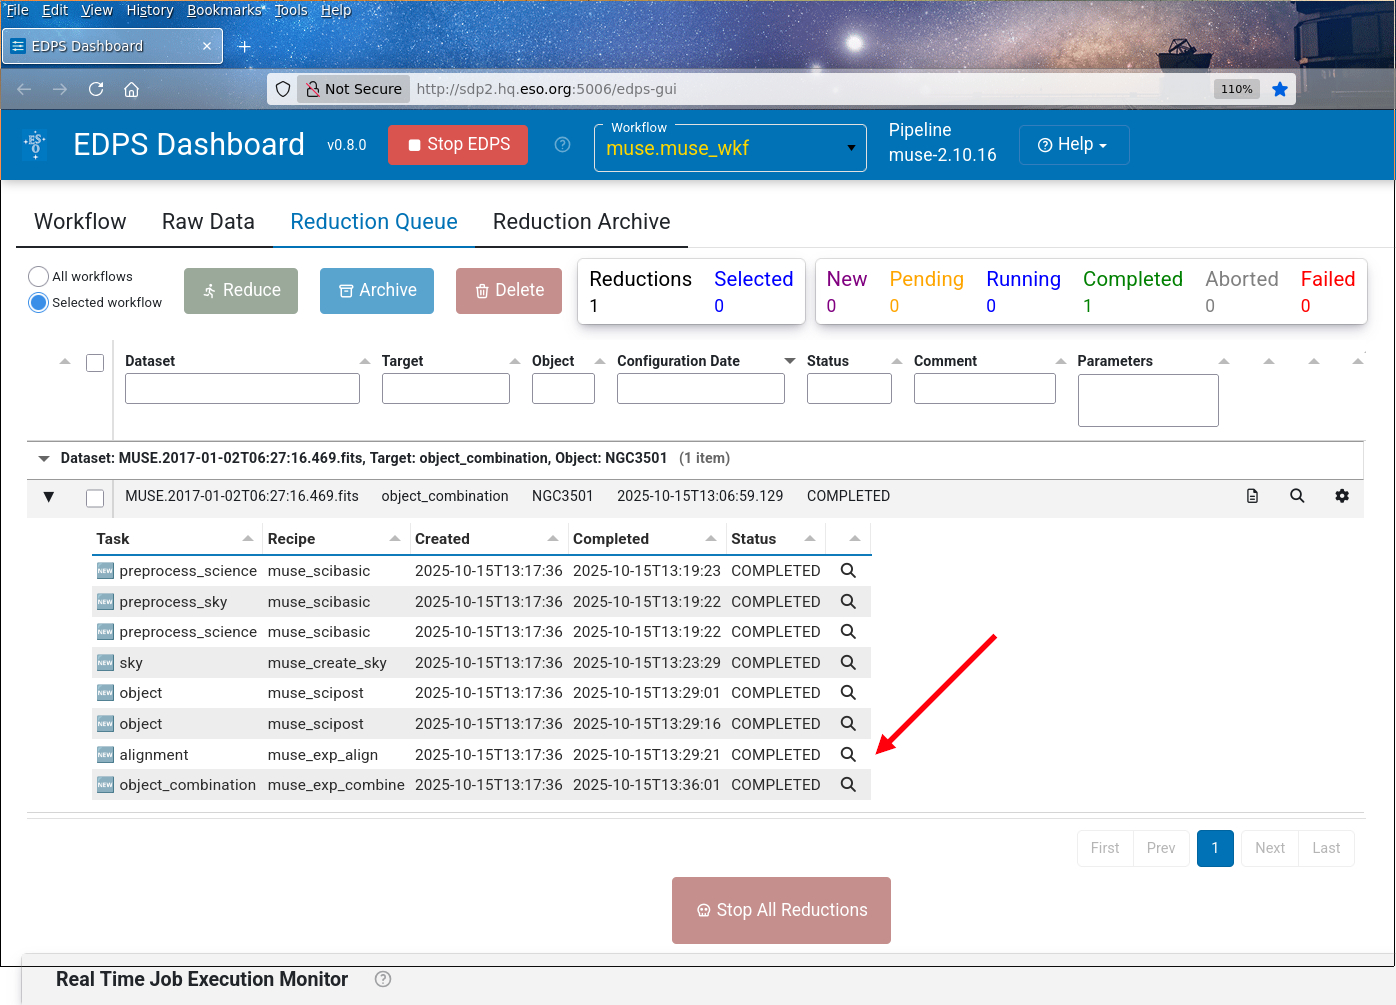 File Edit View History Bookmarks Tools Help
EDPS Dashboard × +
Not Secure http://sdp2.hq.eso.org:5006/edps-gui 110%
EDPS Dashboard v0.8.0 Stop EDPS Workflow muse.muse_wkf Pipeline muse-2.10.16 Help
Workflow Raw Data Reduction Queue Reduction Archive
All workflows
Selected workflow
Reduce Archive Delete
Reductions Selected New Pending Running Completed Aborted Failed
1 0 0 0 0 1 0 0
Dataset Target Object Configuration Date Status Comment Parameters
Dataset: MUSE.2017-01-02T06:27:16.469.fits, Target: object_combination, Object: NGC3501 (1 item)
MUSE.2017-01-02T06:27:16.469.fits object_combination NGC3501 2025-10-15T13:06:59.129 COMPLETED
Task Recipe Created Completed Status
NEW preprocess_science muse_scibasic 2025-10-15T13:17:36 2025-10-15T13:19:23 COMPLETED
NEW preprocess_sky muse_scibasic 2025-10-15T13:17:36 2025-10-15T13:19:22 COMPLETED
NEW preprocess_science muse_scibasic 2025-10-15T13:17:36 2025-10-15T13:19:22 COMPLETED
NEW sky muse_create_sky 2025-10-15T13:17:36 2025-10-15T13:23:29 COMPLETED
NEW object muse_scipost 2025-10-15T13:17:36 2025-10-15T13:29:01 COMPLETED
NEW object muse_scipost 2025-10-15T13:17:36 2025-10-15T13:29:16 COMPLETED
NEW alignment muse_exp_align 2025-10-15T13:17:36 2025-10-15T13:29:21 COMPLETED
NEW object_combination muse_exp_combine 2025-10-15T13:17:36 2025-10-15T13:36:01 COMPLETED
First Prev 1 Next Last
Stop All Reductions
Real Time Job Execution Monitor